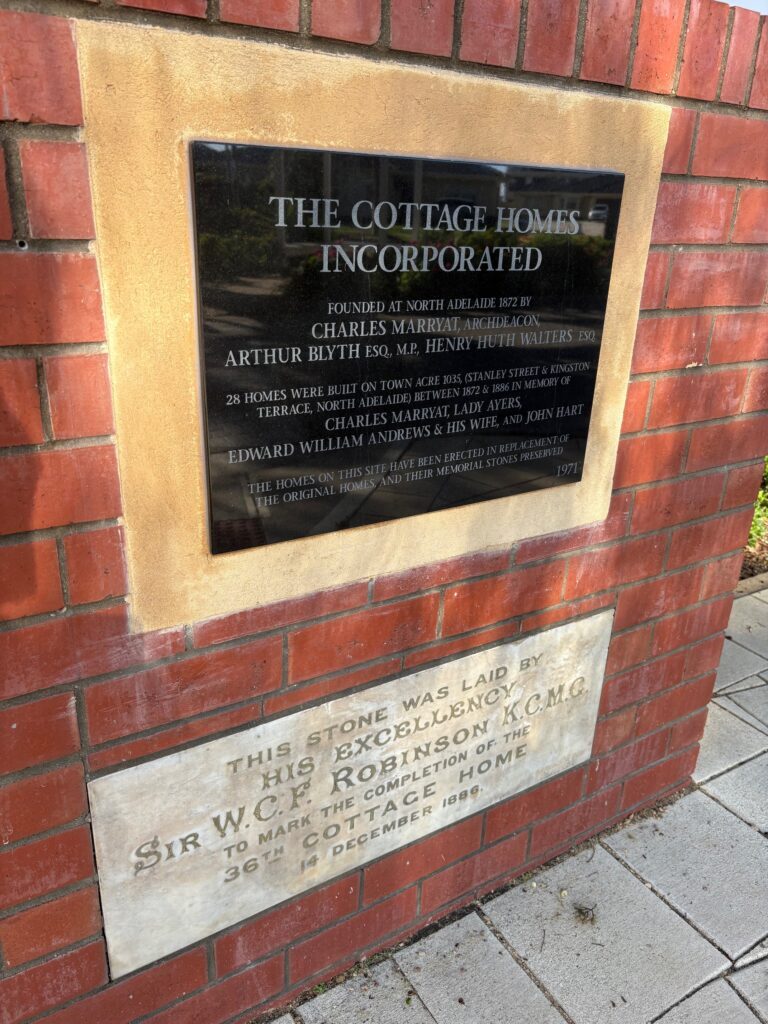 THE COTTAGE HOMES
INCORPORATED
FOUNDED AT NORTH ADELAIDE 1872 BY
CHARLES MARRYAT, ARCHDEACON,
ARTHUR BLYTH ESQ., M.P., HENRY HUTH WALTERS ESQ.
28 HOMES WERE BUILT ON TOWN ACRE 1035, (STANLEY STREET & KINGSTON
TERRACE, NORTH ADELAIDE) BETWEEN 1872 & 1886 IN MEMORY OF
CHARLES MARRYAT, LADY AYERS,
EDWARD WILLIAM ANDREWS & HIS WIFE, AND JOHN HART
THE HOMES ON THIS SITE HAVE BEEN ERECTED IN REPLACEMENT OF
THE ORIGINAL HOMES, AND THEIR MEMORIAL STONES PRESERVED
1971
THIS STONE WAS LAID BY
HIS EXCELLENCY
SIR W.C.F. ROBINSON K.C.M.G.
TO MARK THE COMPLETION OF THE
36TH COTTAGE HOME
14 DECEMBER 1886.